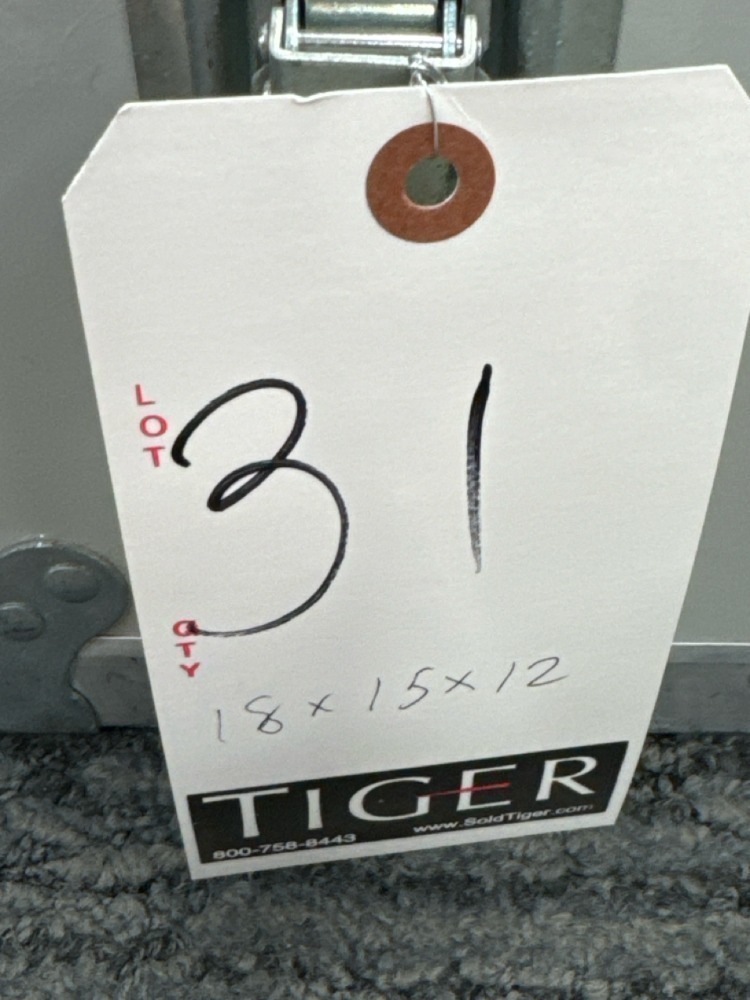 LOT
31
QTY
18 x 15 x 12
TIGER
800-758-8443 www.SoldTiger.com